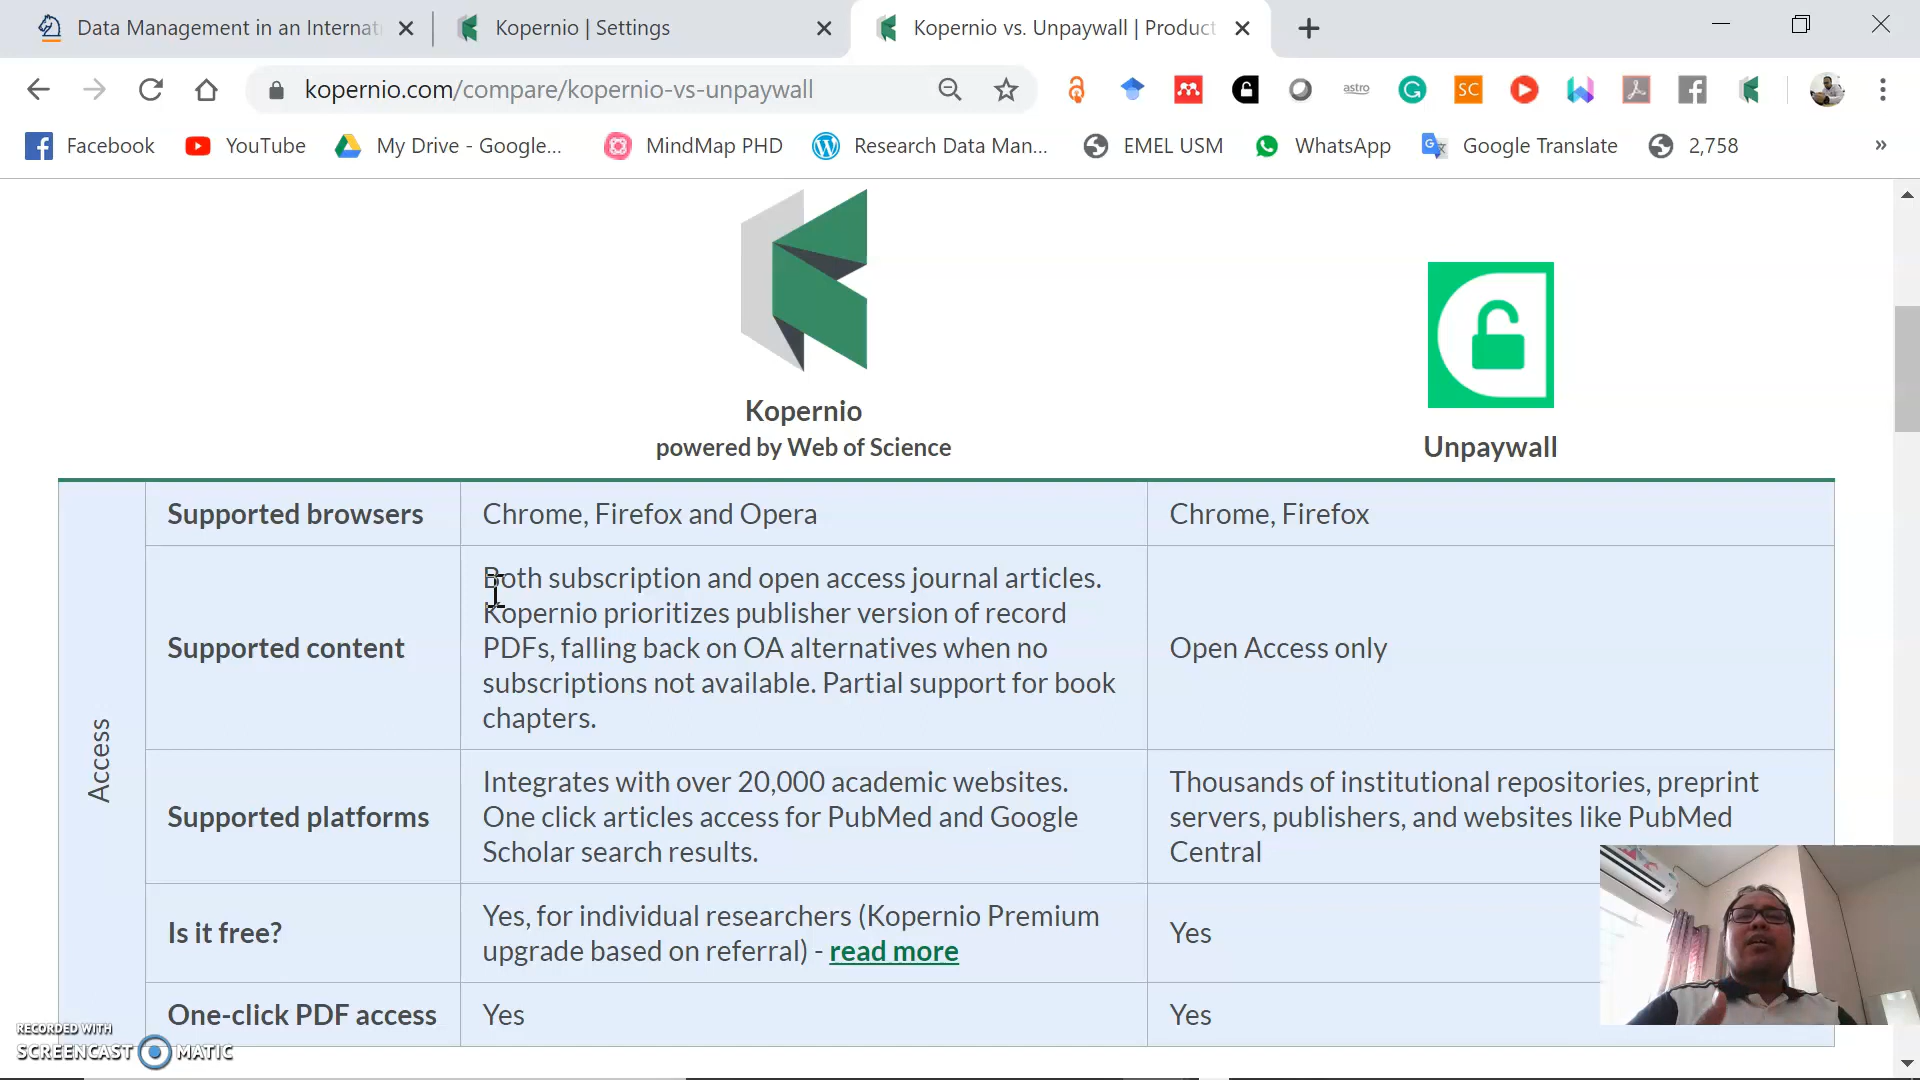 Data Management in an Internat
Kopernio | Settings
Kopernio vs. Unpaywall | Product
kopernio.com/compare/kopernio-vs-unpaywall
astro
SC
Facebook
YouTube
My Drive - Google...
MindMap PHD
Research Data Man...
EMEL USM
WhatsApp
Google Translate
2,758
»
Kopernio
powered by Web of Science
Unpaywall
Access
Supported browsers
Chrome, Firefox and Opera
Chrome, Firefox
Supported content
Both subscription and open access journal articles.
Kopernio prioritizes publisher version of record
PDFs, falling back on OA alternatives when no
subscriptions not available. Partial support for book
chapters.
Open Access only
Supported platforms
Integrates with over 20,000 academic websites.
One click articles access for PubMed and Google
Scholar search results.
Thousands of institutional repositories, preprint
servers, publishers, and websites like PubMed
Central
Is it free?
Yes, for individual researchers (Kopernio Premium
upgrade based on referral) - read more
Yes
One-click PDF access
Yes
Yes
RECORDED WITH
SCREENCAST MATIC